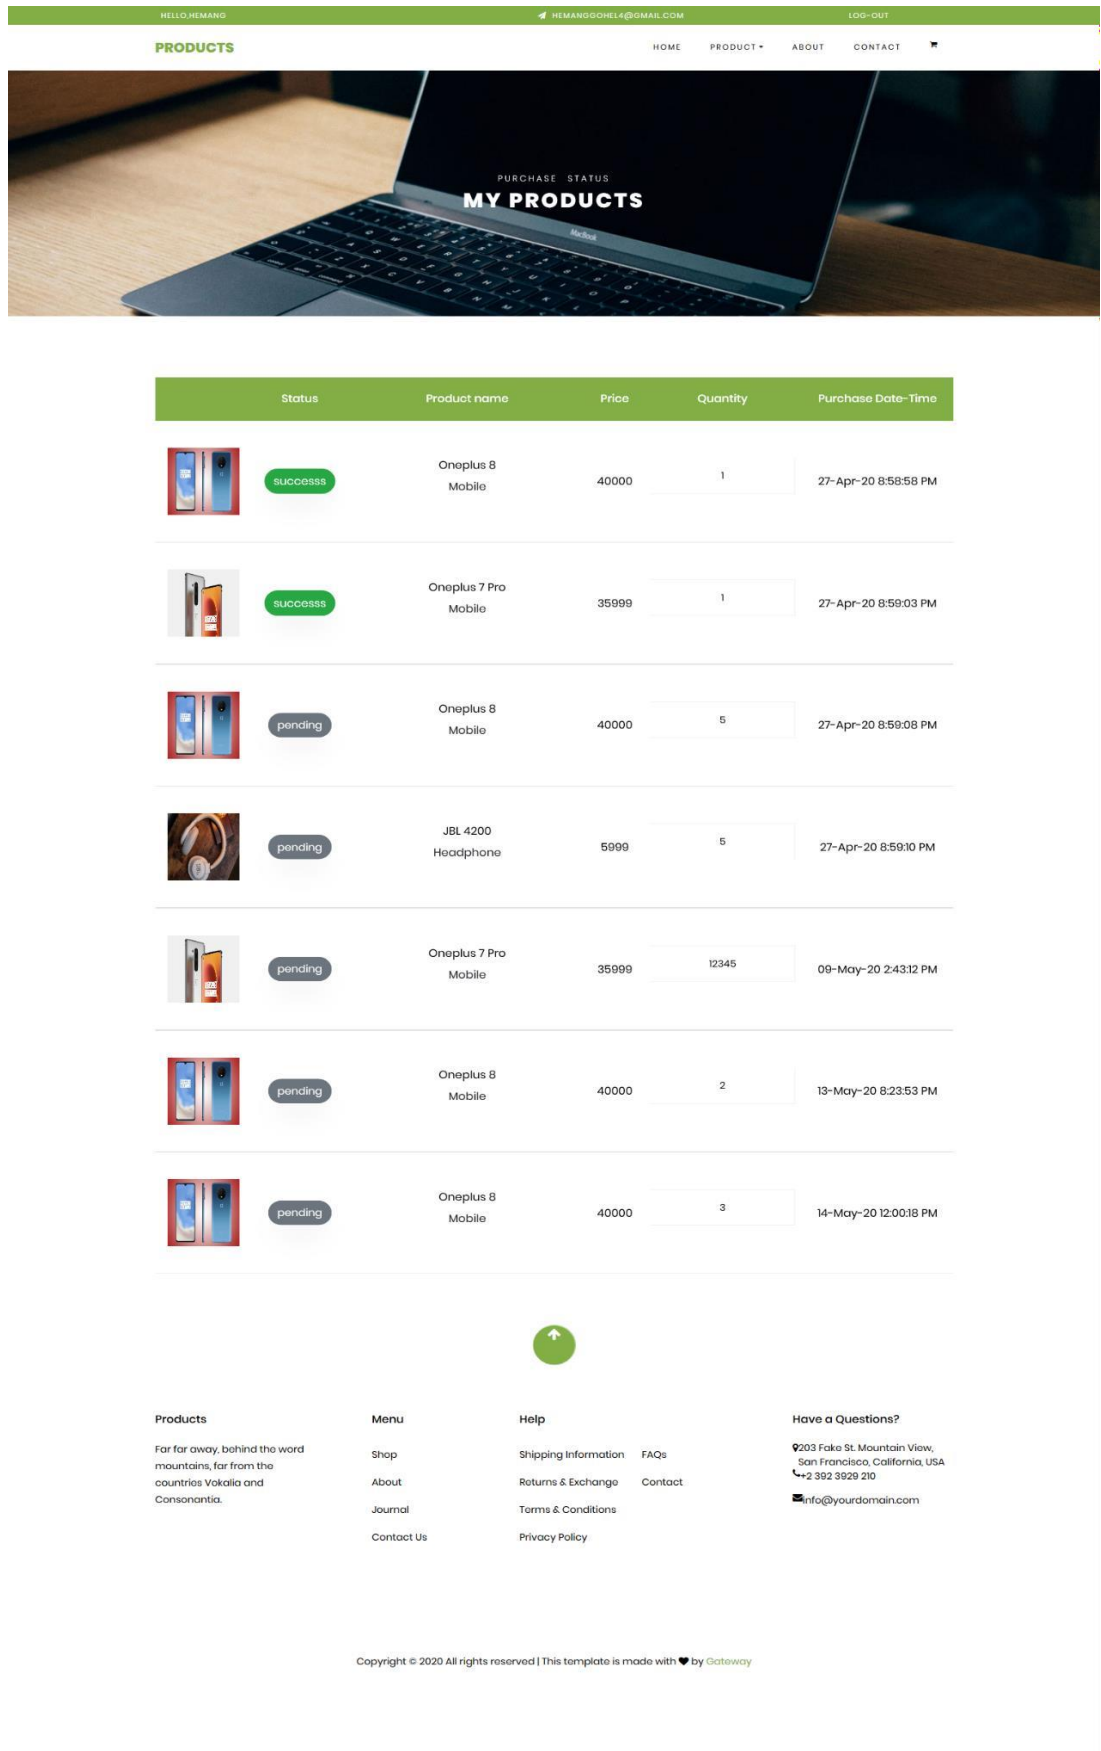 HELLO,HEMANG HEMANGGOHEL4@GMAIL.COM LOG-OUT
PRODUCTS HOME PRODUCT ABOUT CONTACT
PURCHASE STATUS
MY PRODUCTS
MacBook
Status Product name Price Quantity Purchase Date-Time
Oneplus 8
successs 40000 1 27-Apr-20 8:58:58 PM
Mobile
Oneplus 7 Pro
successs 35999 1 27-Apr-20 8:59:03 PM
Mobile
Oneplus 8
pending 40000 5 27-Apr-20 8:59:08 PM
Mobile
JBL 4200
pending 5999 5 27-Apr-20 8:59:10 PM
Headphone
Oneplus 7 Pro
pending 35999 12345 09-May-20 2:43:12 PM
Mobile
Oneplus 8
pending 40000 2 13-May-20 8:23:53 PM
Mobile
Oneplus 8
pending 40000 3 14-May-20 12:00:18 PM
Mobile
Products
Far far away, behind the word
mountains, far from the
countries Vokalia and
Consonantia.
Menu
Shop
About
Journal
Contact Us
Help
Shipping Information
Returns & Exchange
Terms & Conditions
Privacy Policy
FAQs
Contact
Have a Questions?
203 Fake St. Mountain View,
San Francisco, California, USA
+2 392 3929 210
info@yourdomain.com
Copyright © 2020 All rights reserved | This template is made with ♥ by Gateway